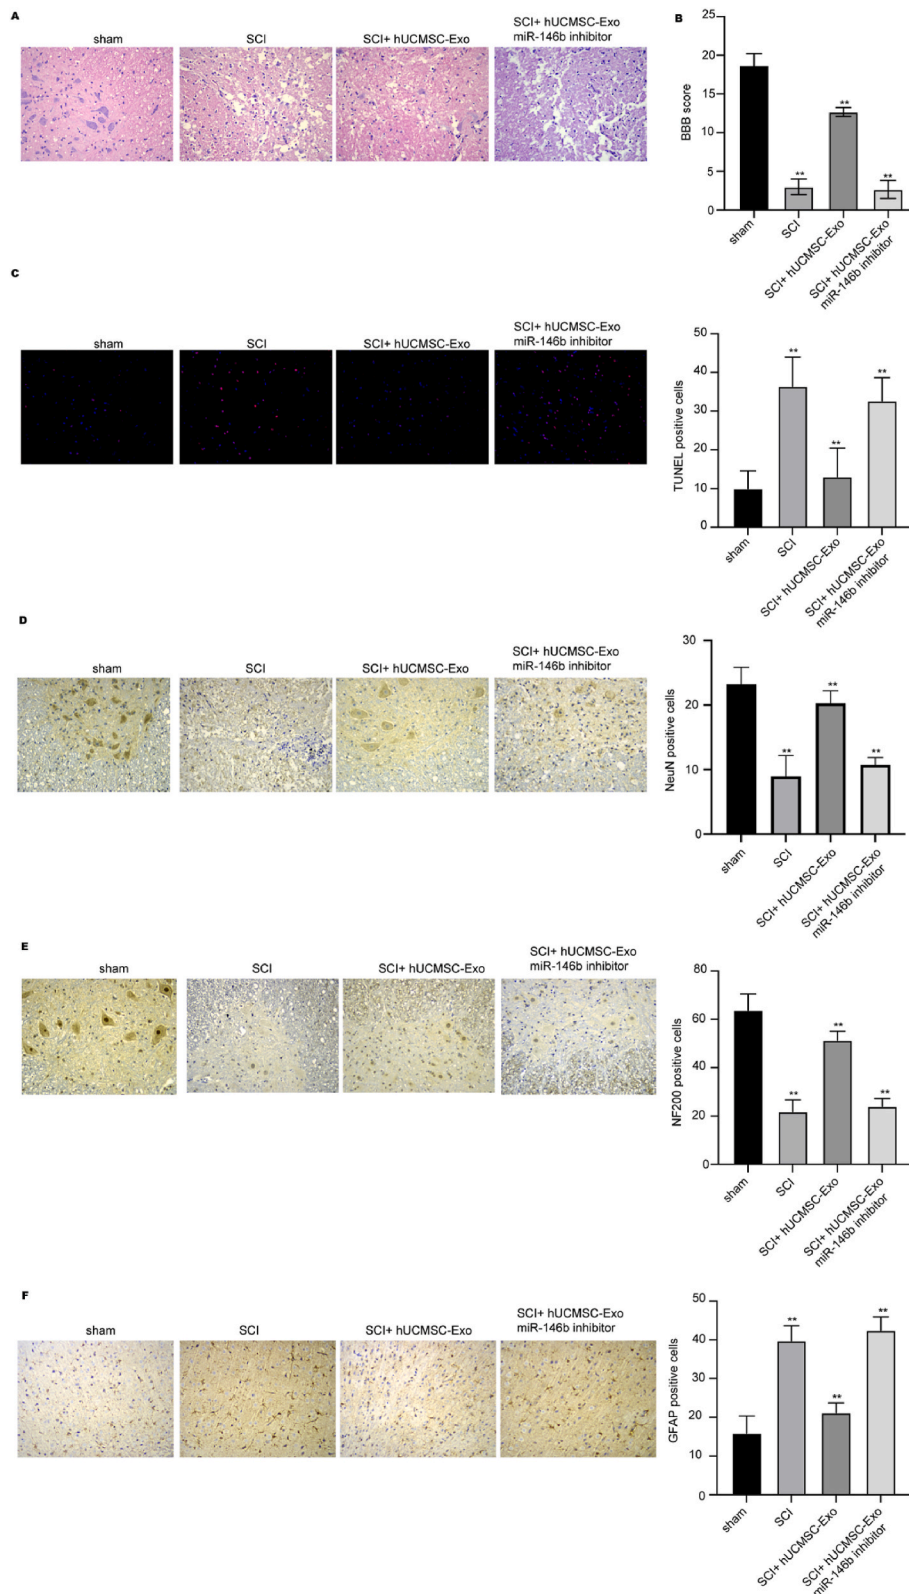 A
sham
SCI
SCI+ hUCMSC-Exo
SCI+ hUCMSC-Exo
miR-146b inhibitor
B
BBB score
25
20
15
10
5
0
**
**
**
sham
SCI
SCI+ hUCMSC-Exo
SCI+ hUCMSC-Exo
miR-146b inhibitor
C
sham
SCI
SCI+ hUCMSC-Exo
SCI+ hUCMSC-Exo
miR-146b inhibitor
TUNEL positive cells
50
40
30
20
10
0
**
**
**
sham
SCI
SCI+ hUCMSC-Exo
SCI+ hUCMSC-Exo
miR-146b inhibitor
D
sham
SCI
SCI+ hUCMSC-Exo
SCI+ hUCMSC-Exo
miR-146b inhibitor
NeuN positive cells
30
20
10
0
**
**
**
sham
SCI
SCI+ hUCMSC-Exo
SCI+ hUCMSC-Exo
miR-146b inhibitor
E
sham
SCI
SCI+ hUCMSC-Exo
SCI+ hUCMSC-Exo
miR-146b inhibitor
NF200 positive cells
80
60
40
20
0
**
**
**
sham
SCI
SCI+ hUCMSC-Exo
SCI+ hUCMSC-Exo
miR-146b inhibitor
F
sham
SCI
SCI+ hUCMSC-Exo
SCI+ hUCMSC-Exo
miR-146b inhibitor
GFAP positive cells
50
40
30
20
10
0
**
**
**
sham
SCI
SCI+ hUCMSC-Exo
SCI+ hUCMSC-Exo
miR-146b inhibitor